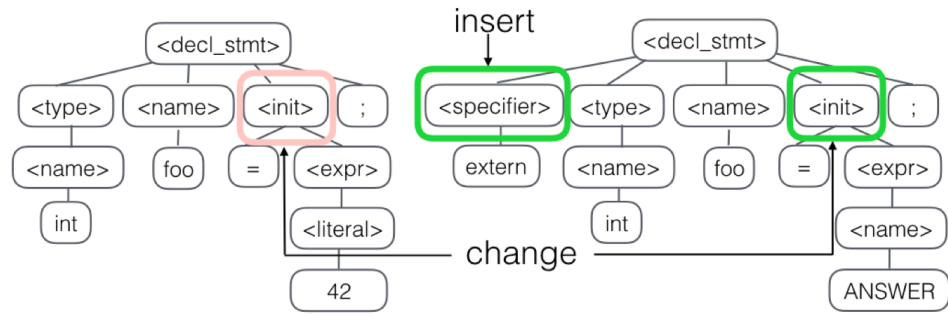 insert
<decl_stmt>
<decl_stmt>
<type> <name> <init> ;
<specifier> <type> <name> <init> ;
<name> foo = <expr>
extern <name> foo = <expr>
int <literal>
int <name>
change
42
ANSWER